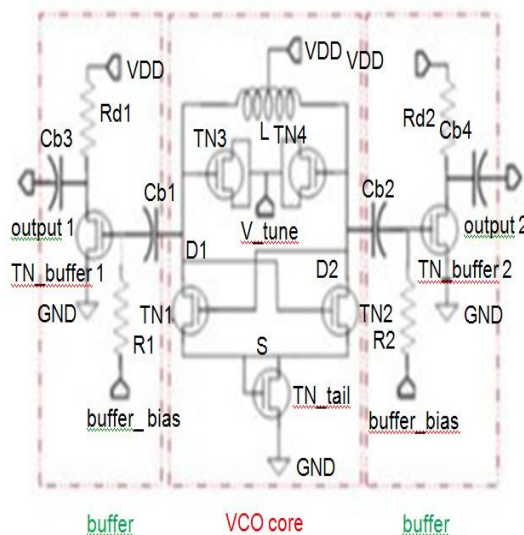 VDD
VDD
VDD
VDD
Rd1
L
Rd2
TN3
TN4
Cb3
Cb4
Cb1
Cb2
V_tune
output 1
output 2
D1
D2
TN_buffer 1
TN_buffer 2
GND
TN1
TN2
GND
R1
S
R2
TN_tail
buffer_bias
buffer_bias
GND
buffer
VCO core
buffer